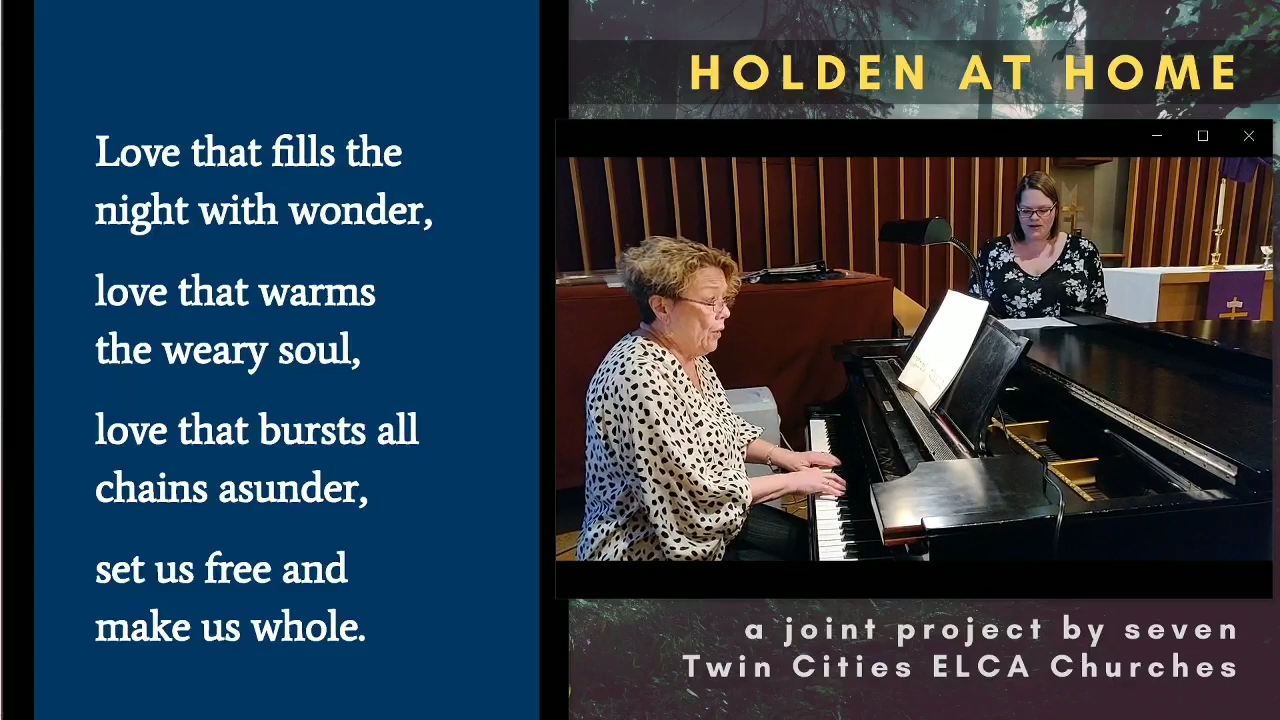 Love that fills the
night with wonder,
love that warms
the weary soul,
love that bursts all
chains asunder,
set us free and
make us whole.
HOLDEN AT HOME
a joint project by seven
Twin Cities ELCA Churches